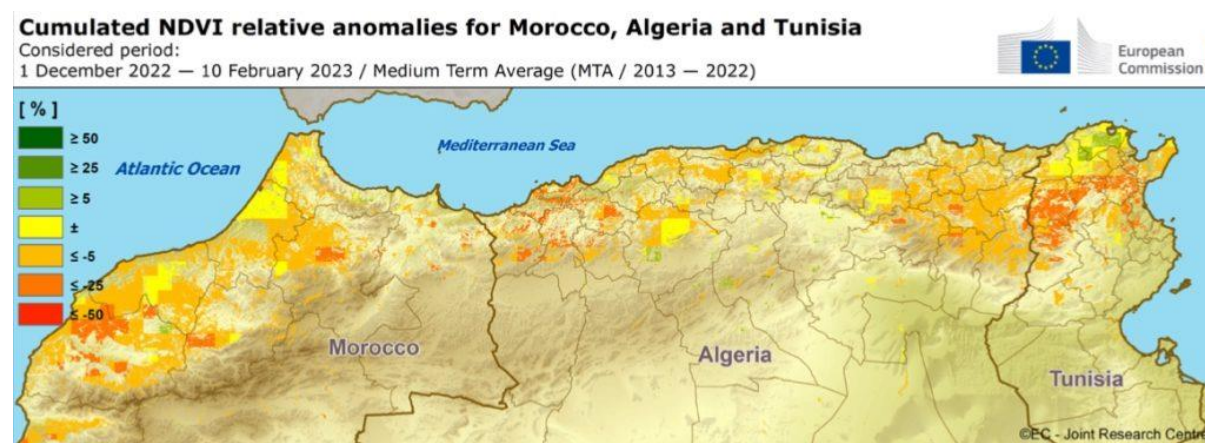 Cumulated NDVI relative anomalies for Morocco, Algeria and Tunisia
Considered period:
1 December 2022 — 10 February 2023 / Medium Term Average (MTA / 2013 — 2022)
European
Commission
[ % ]
≥ 50
≥ 25
≥ 5
±
≤ -5
≤ -25
≤ -50
Atlantic Ocean
Mediterranean Sea
Morocco
Algeria
Tunisia
©EC - Joint Research Centre